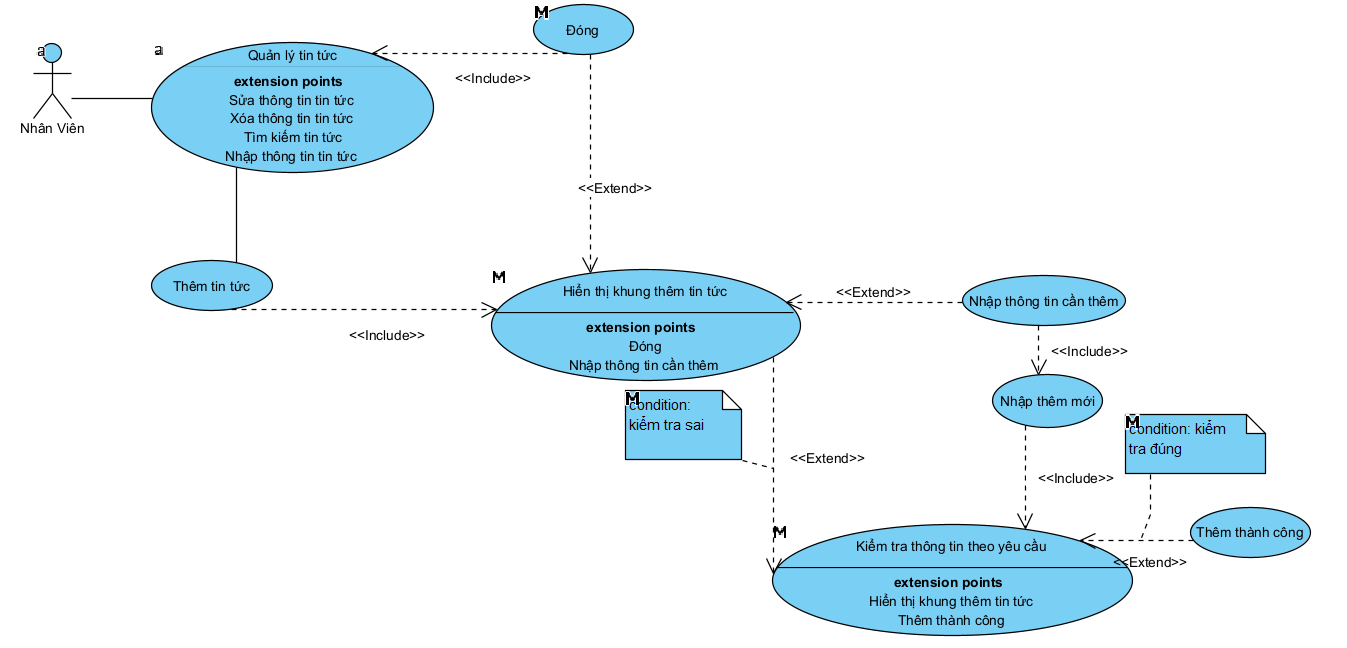 M
Đóng
a
Nhân Viên
a
Quản lý tin tức
extension points
Sửa thông tin tin tức
Xóa thông tin tin tức
Tìm kiếm tin tức
Nhập thông tin tin tức
<<Include>>
<<Extend>>
Thêm tin tức
<<Include>>
M
Hiển thị khung thêm tin tức
extension points
Đóng
Nhập thông tin cần thêm
<<Extend>>
Nhập thông tin cần thêm
<<Include>>
Nhập thêm mới
M
condition:
kiểm tra sai
<<Extend>>
<<Include>>
M
condition: kiểm
tra đúng
M
Kiểm tra thông tin theo yêu cầu
extension points
Hiển thị khung thêm tin tức
Thêm thành công
Thêm thành công
<<Extend>>